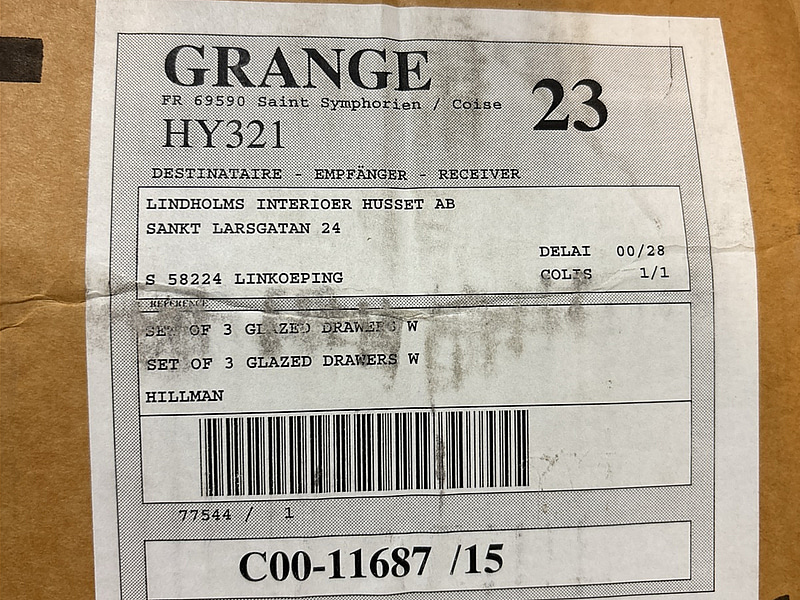 GRANGE
FR 69590 Saint Symphorien / Coise
23
HY321
DESTINATAIRE - EMPFÄNGER - RECEIVER
LINDHOLMS INTERIOER HUSSET AB
SANKT LARSGATAN 24
DELAI 00/28
S 58224 LINKOEPING
COLIS 1/1
REFERENCE
SET OF 3 GLAZED DRAWERS W
SET OF 3 GLAZED DRAWERS W
HILLMAN
77544 / 1
C00-11687 /15